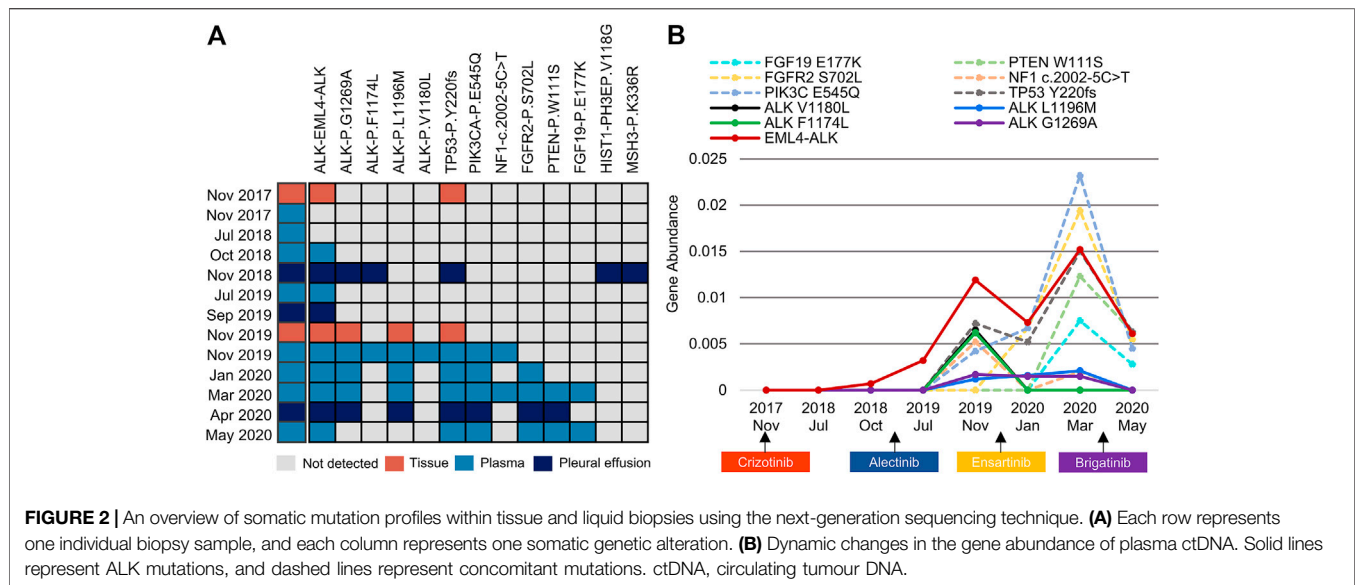 A
ALK-EML4-ALK
ALK-P.G1269A
ALK-P.F1174L
ALK-P.L1196M
ALK-P.V1180L
TP53-P.Y220fs
PIK3CA-P.E545Q
NF1-c.2002-5C>T
FGFR2-P.S702L
PTEN-P.W111S
FGF19-P.E177K
HIST1-PH3EP.V118G
MSH3-P.K336R
Nov 2017
Nov 2017
Jul 2018
Oct 2018
Nov 2018
Jul 2019
Sep 2019
Nov 2019
Nov 2019
Jan 2020
Mar 2020
Apr 2020
May 2020
Not detected Tissue Plasma Pleural effusion
B
FGF19 E177K PTEN W111S
FGFR2 S702L NF1 c.2002-5C>T
PIK3C E545Q TP53 Y220fs
ALK V1180L ALK L1196M
ALK F1174L ALK G1269A
EML4-ALK
Gene Abundance
0.025
0.02
0.015
0.01
0.005
0
2017 2018 2018 2019 2019 2020 2020 2020
Nov Jul Oct Jul Nov Jan Mar May
Crizotinib Alectinib Ensartinib Brigatinib
FIGURE 2 | An overview of somatic mutation profiles within tissue and liquid biopsies using the next-generation sequencing technique. (A) Each row represents
one individual biopsy sample, and each column represents one somatic genetic alteration. (B) Dynamic changes in the gene abundance of plasma ctDNA. Solid lines
represent ALK mutations, and dashed lines represent concomitant mutations. ctDNA, circulating tumour DNA.